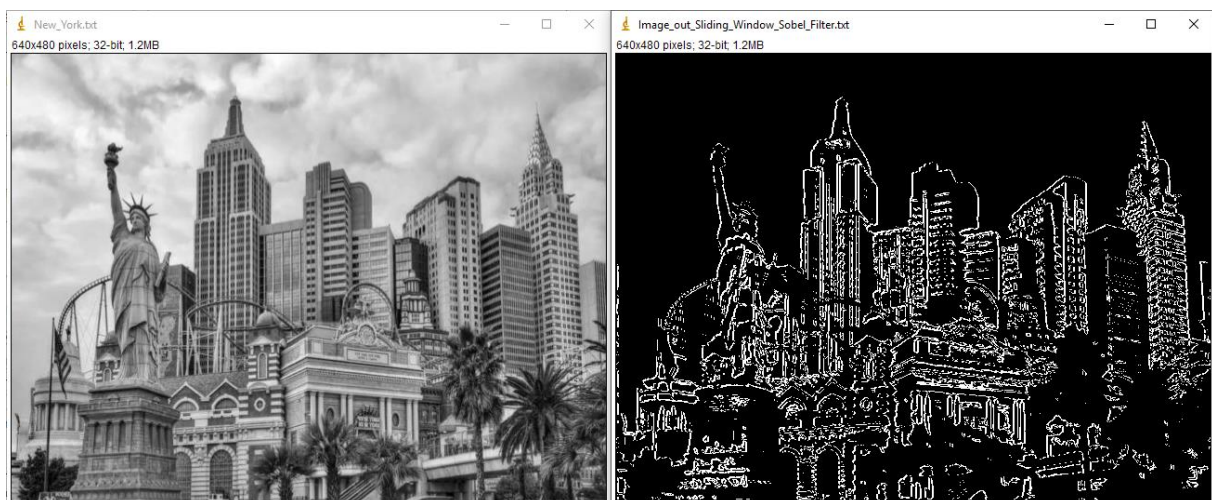 New_York.txt
640x480 pixels; 32-bit; 1.2MB
Image_out_Sliding_Window_Sobel_Filter.txt
640x480 pixels; 32-bit; 1.2MB